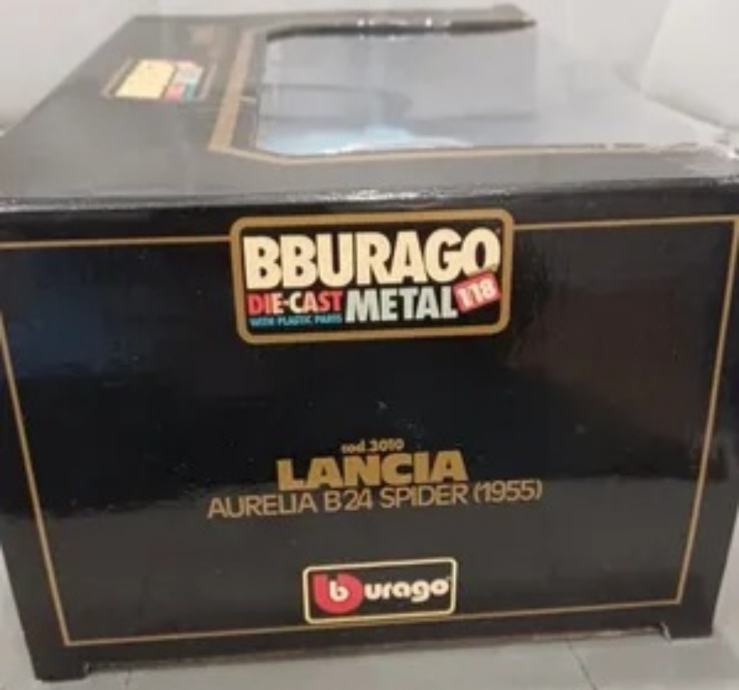 BBURAGO
DIE-CAST METAL 1:18
WITH PLASTIC PARTS
cod.3010
LANCIA
AURELIA B24 SPIDER (1955)
burago